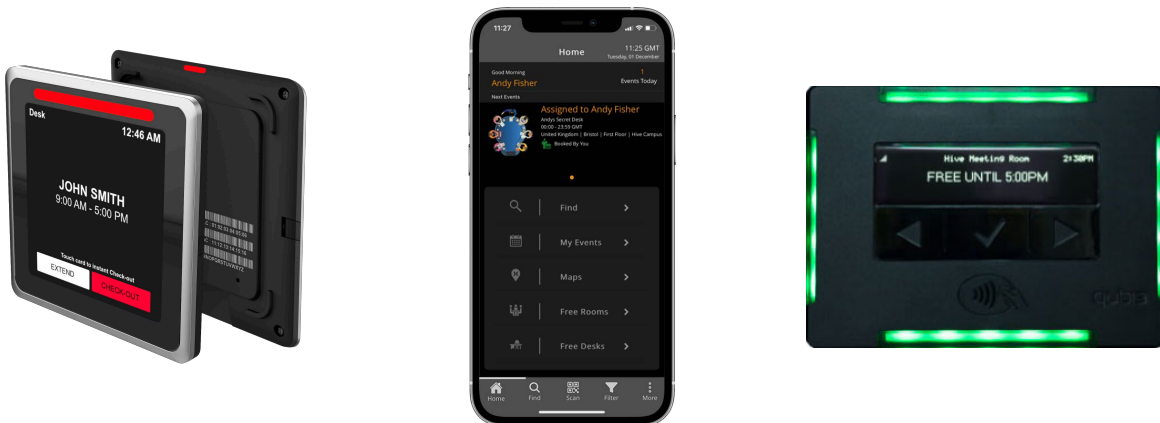 Desk
12:46 AM
JOHN SMITH
9:00 AM - 5:00 PM
Touch card to instant Check-out
EXTEND
CHECK-OUT
11:27
Home
11:25 GMT
Tuesday, 01 December
Good Morning
Andy Fisher
1
Events Today
Next Events
Assigned to Andy Fisher
Andys Secret Desk
00:00 - 23:59 GMT
United Kingdom | Bristol | First Floor | Hive Campus
Booked By You
Find
My Events
Maps
Free Rooms
Free Desks
Home
Find
Scan
Filter
More
Hive Meeting Room
2:30PM
FREE UNTIL 5:00PM
qubi3